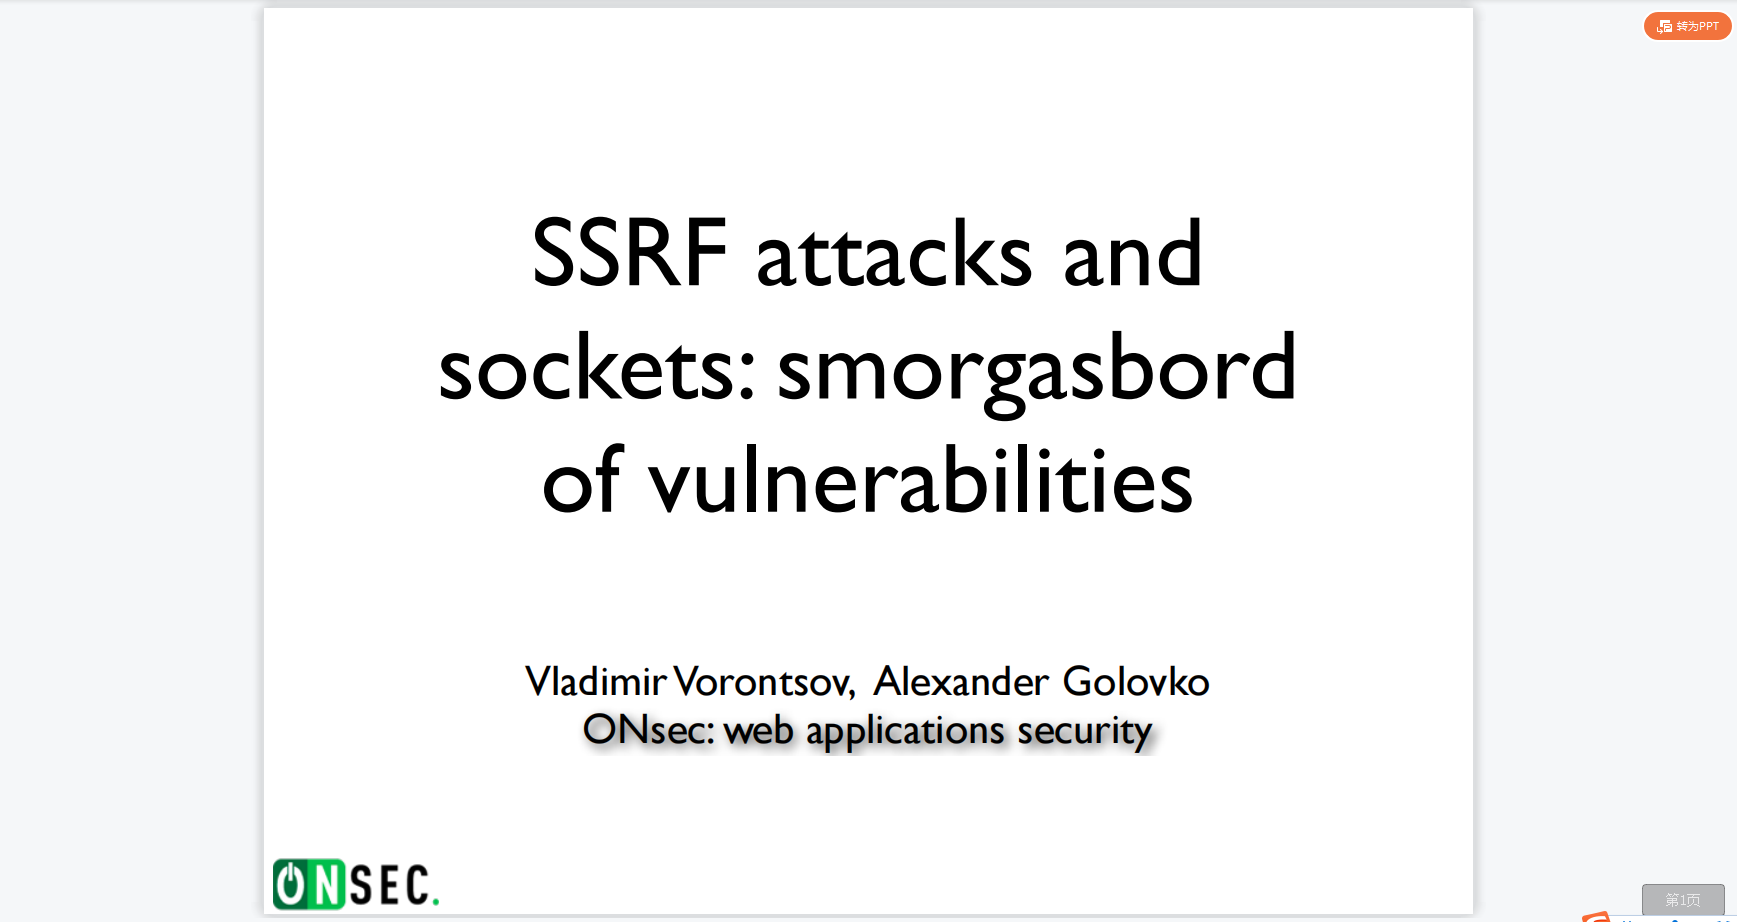 转为PPT
SSRF attacks and
sockets: smorgasbord
of vulnerabilities
Vladimir Vorontsov, Alexander Golovko
ONsec: web applications security
ONSEC.
第1页